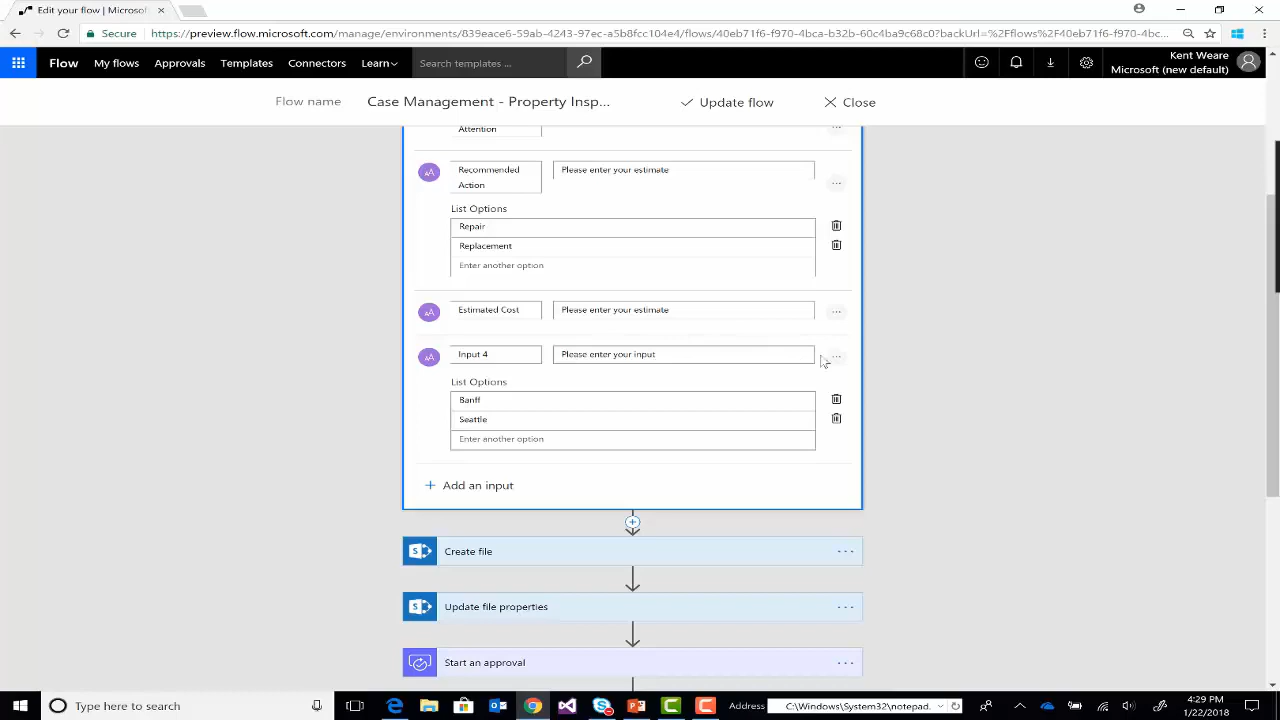 Edit your flow | Microsof
Secure
https://preview.flow.microsoft.com/manage/environments/839eace6-59ab-4243-97ec-a5b8fcc104e4/flows/40eb71f6-f970-4bca-b32b-60c4ba9c68c0?backUrl=%2Fflows%2F40eb71f6-f970-4bca-b32b-60c4ba9c...
Flow
My flows
Approvals
Templates
Connectors
Learn
Search templates ...
Kent Weare
Microsoft (new default)
Flow name
Case Management - Property Insp...
Update flow
Close
Attention
Recommended
Action
Please enter your estimate
List Options
Repair
Replacement
Enter another option
Estimated Cost
Please enter your estimate
Input 4
Please enter your input
List Options
Banff
Seattle
Enter another option
Add an input
Create file
Update file properties
Start an approval
Type here to search
Address
C:\Windows\System32\notepad.
4:29 PM
1/22/2018